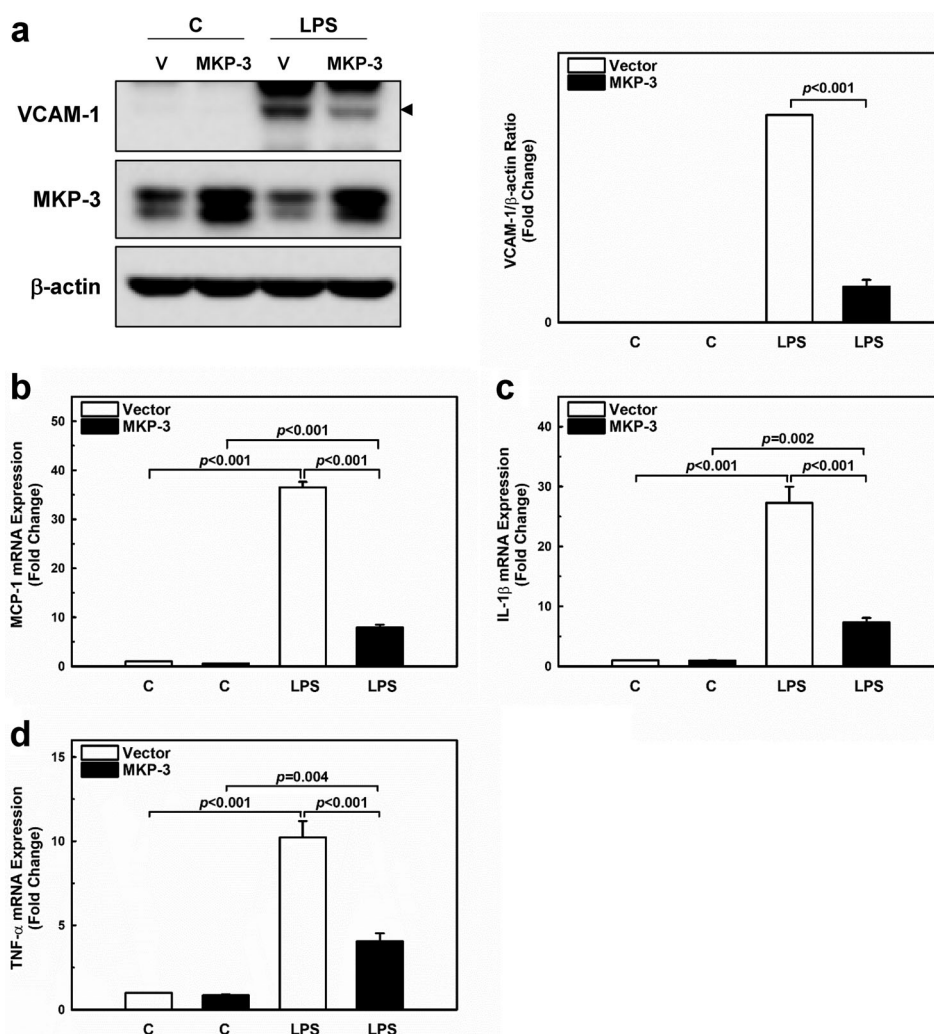 a
C LPS
V MKP-3 V MKP-3
VCAM-1
MKP-3
β-actin
Vector
MKP-3
p<0.001
VCAM-1/β-actin Ratio
(Fold Change)
0
C C LPS LPS
b
Vector
MKP-3
p<0.001
p<0.001 p<0.001
MCP-1 mRNA Expression
(Fold Change)
50
40
30
20
10
0
C C LPS LPS
c
Vector
MKP-3
p=0.002
p<0.001 p<0.001
IL-1β mRNA Expression
(Fold Change)
40
30
20
10
0
C C LPS LPS
d
Vector
MKP-3
p=0.004
p<0.001 p<0.001
TNF-α mRNA Expression
(Fold Change)
15
10
5
0
C C LPS LPS